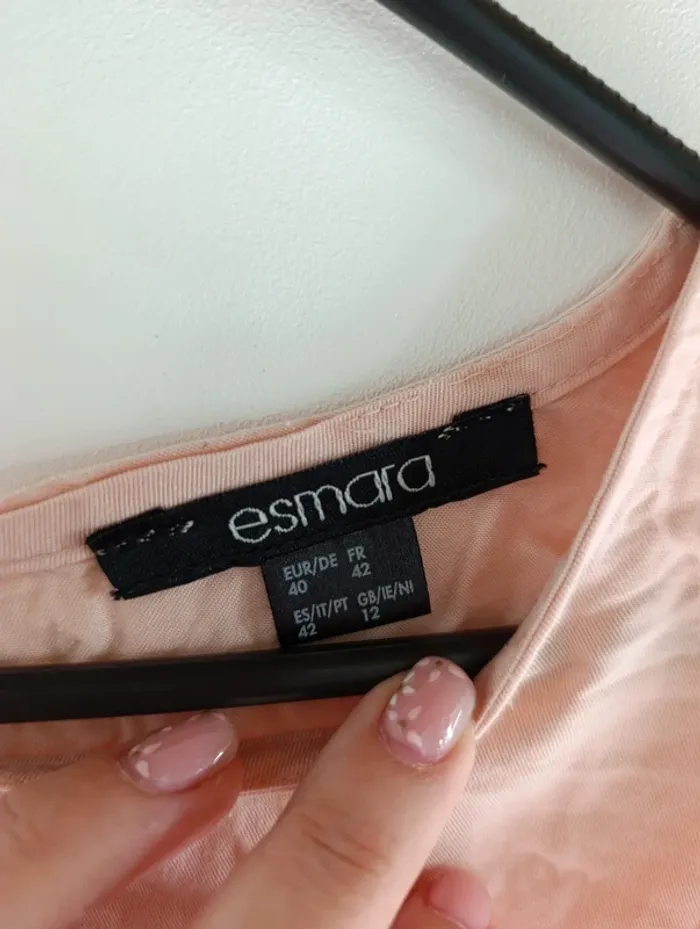 esmara
EUR/DE FR
40 42
ES/IT/PT GB/IE/NI
42 12